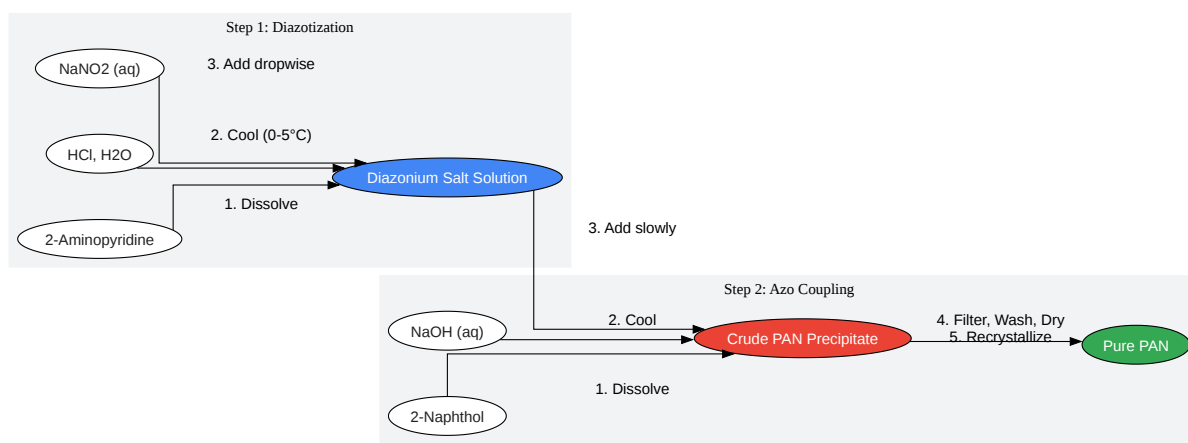 Step 1: Diazotization
NaNO2 (aq)
3. Add dropwise
2. Cool (0-5°C)
HCl, H2O
Diazonium Salt Solution
1. Dissolve
2-Aminopyridine
3. Add slowly
Step 2: Azo Coupling
NaOH (aq)
2. Cool
Crude PAN Precipitate
4. Filter, Wash, Dry
5. Recrystallize
Pure PAN
1. Dissolve
2-Naphthol